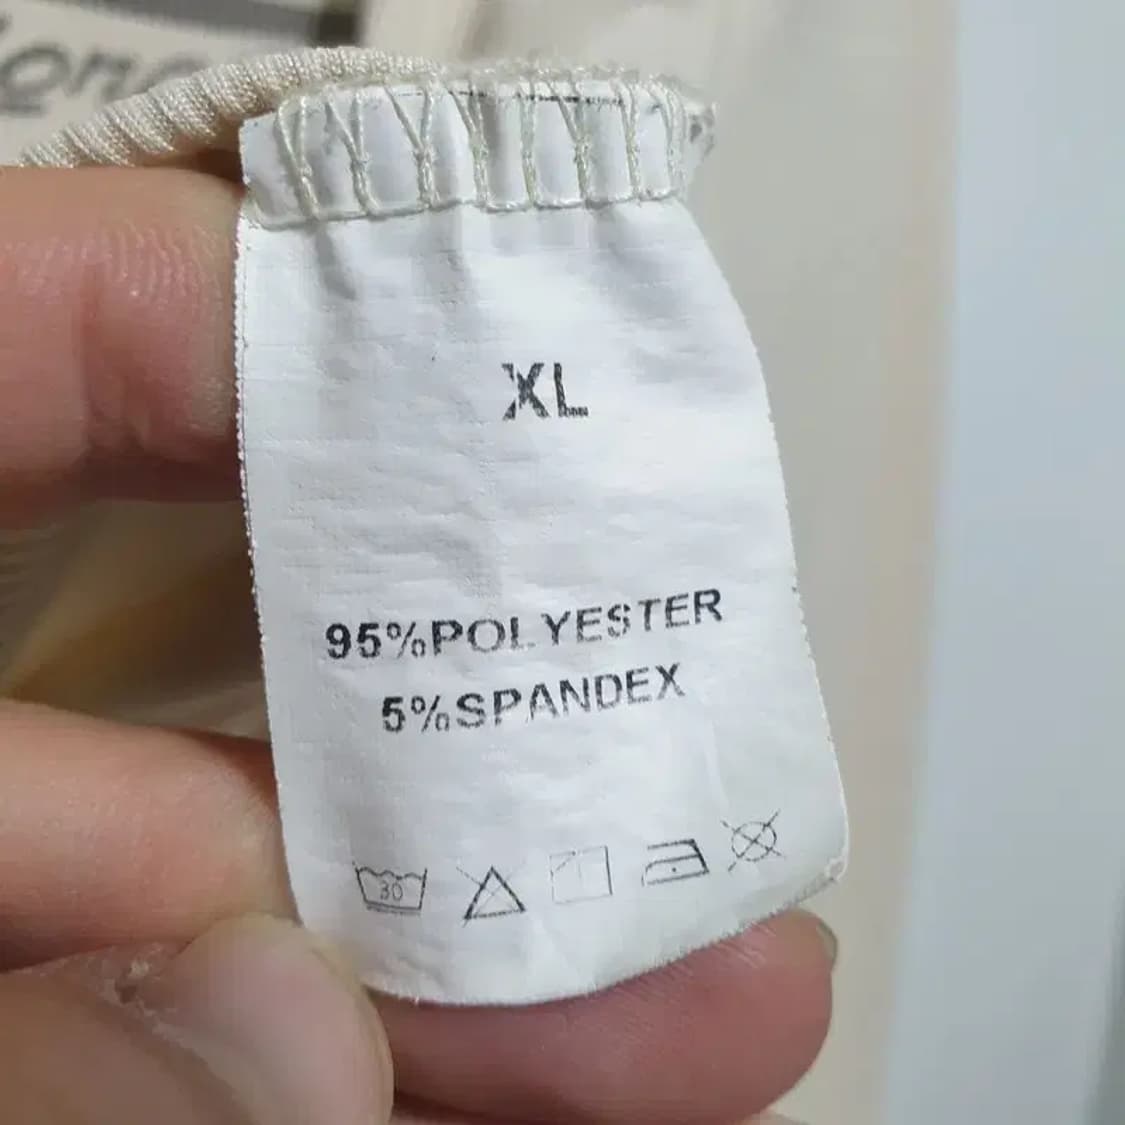 XL
95%POLYESTER
5%SPANDEX
30